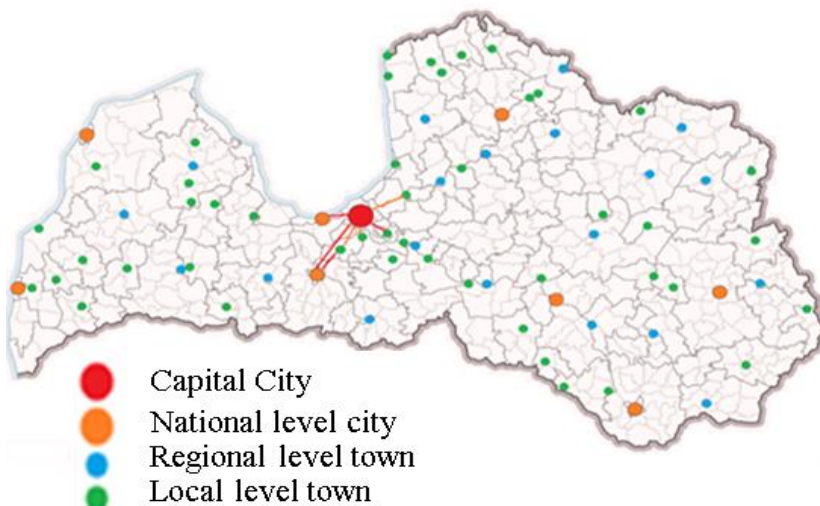 Capital City
National level city
Regional level town
Local level town